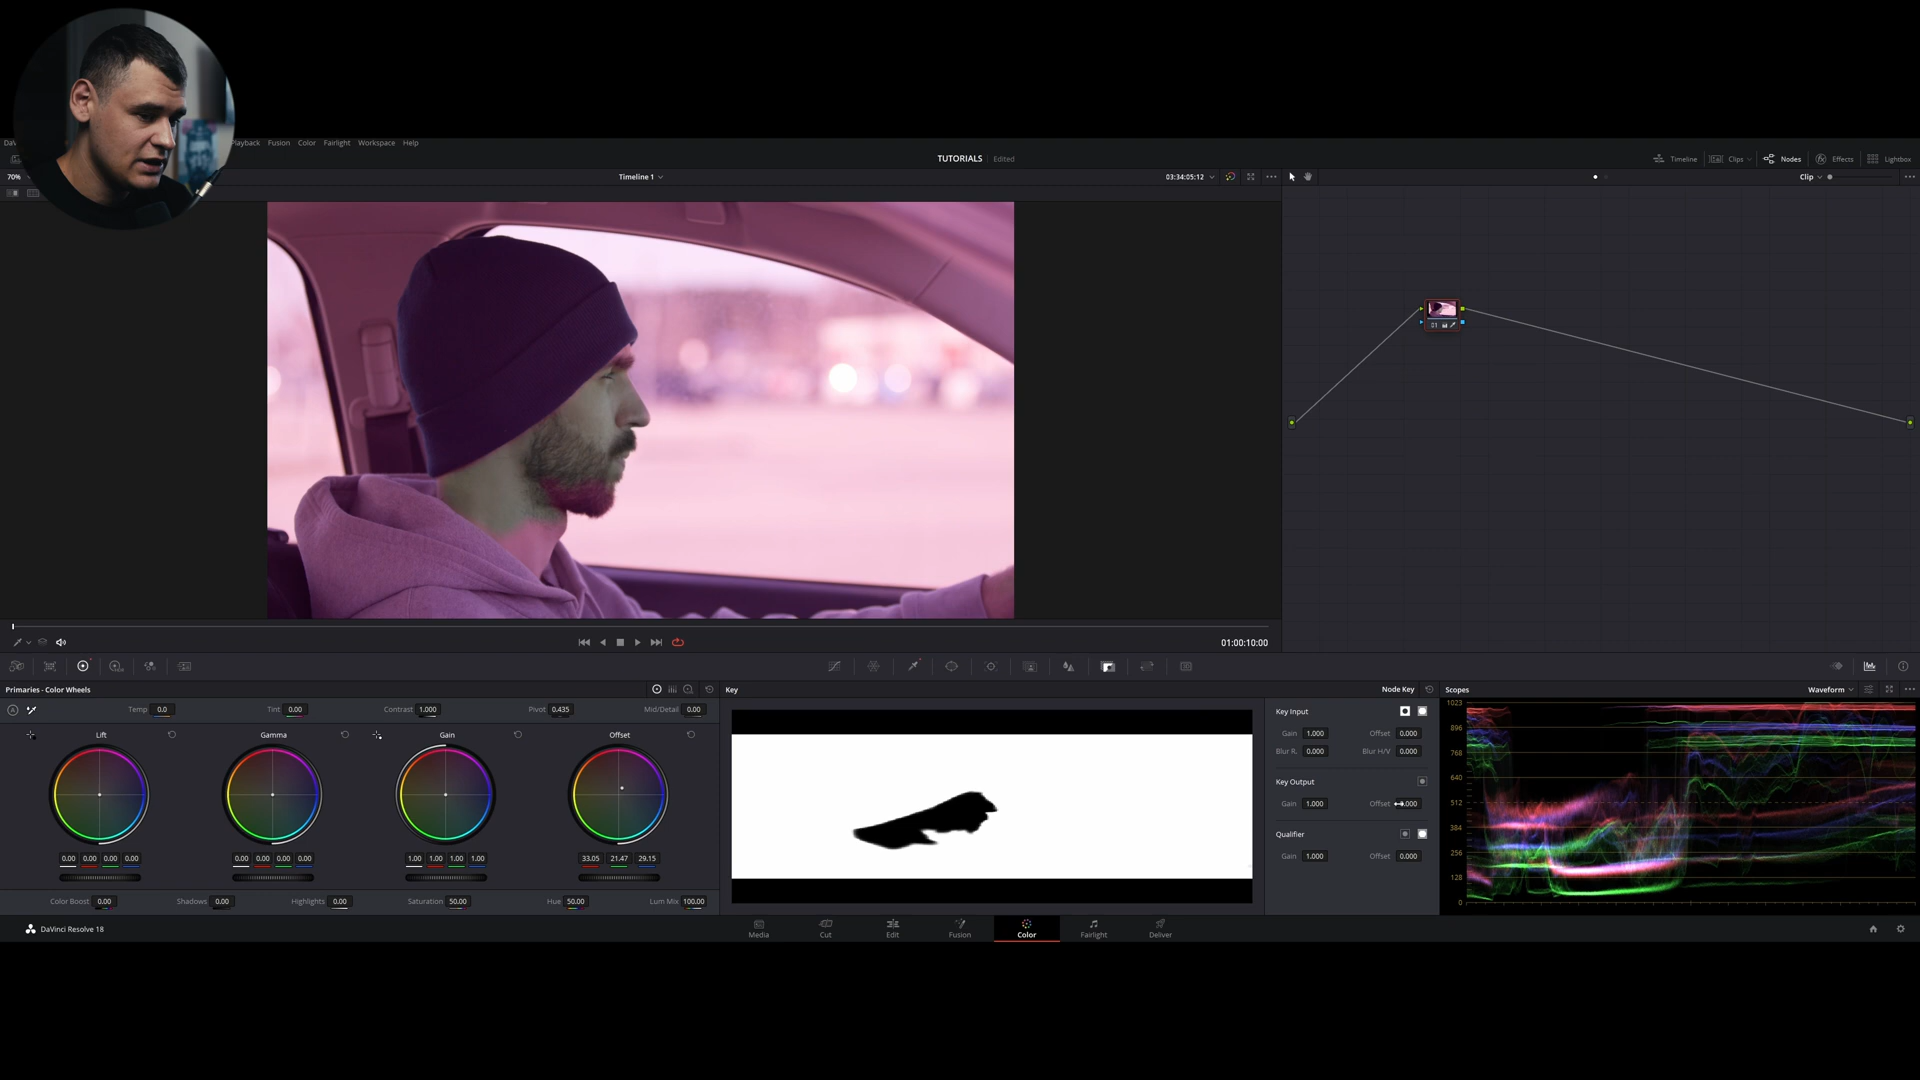 Playback Fusion Color Fairlight Workspace Help
TUTORIALS Edited
Timeline Clips Nodes Effects Lightbox
70%
Timeline 1
03:34:05:12
Clip
01
01:00:10:00
Primaries - Color Wheels
Temp 0.0 Tint 0.00 Contrast 1.000 Pivot 0.435 Mid/Detail 0.00
Lift Gamma Gain Offset
0.00 0.00 0.00 0.00
0.00 0.00 0.00 0.00
1.00 1.00 1.00 1.00
33.05 21.47 29.15
Color Boost 0.00 Shadows 0.00 Highlights 0.00 Saturation 50.00 Hue 50.00 Lum Mix 100.00
Key
Node Key
Key Input
Gain 1.000 Offset 0.000
Blur R. 0.000 Blur H/V 0.000
Key Output
Gain 1.000 Offset
Qualifier
Gain 1.000 Offset 0.000
Scopes
Waveform
1023
896
768
640
512
384
256
128
0
DaVinci Resolve 18
Media Cut Edit Fusion Color Fairlight Deliver